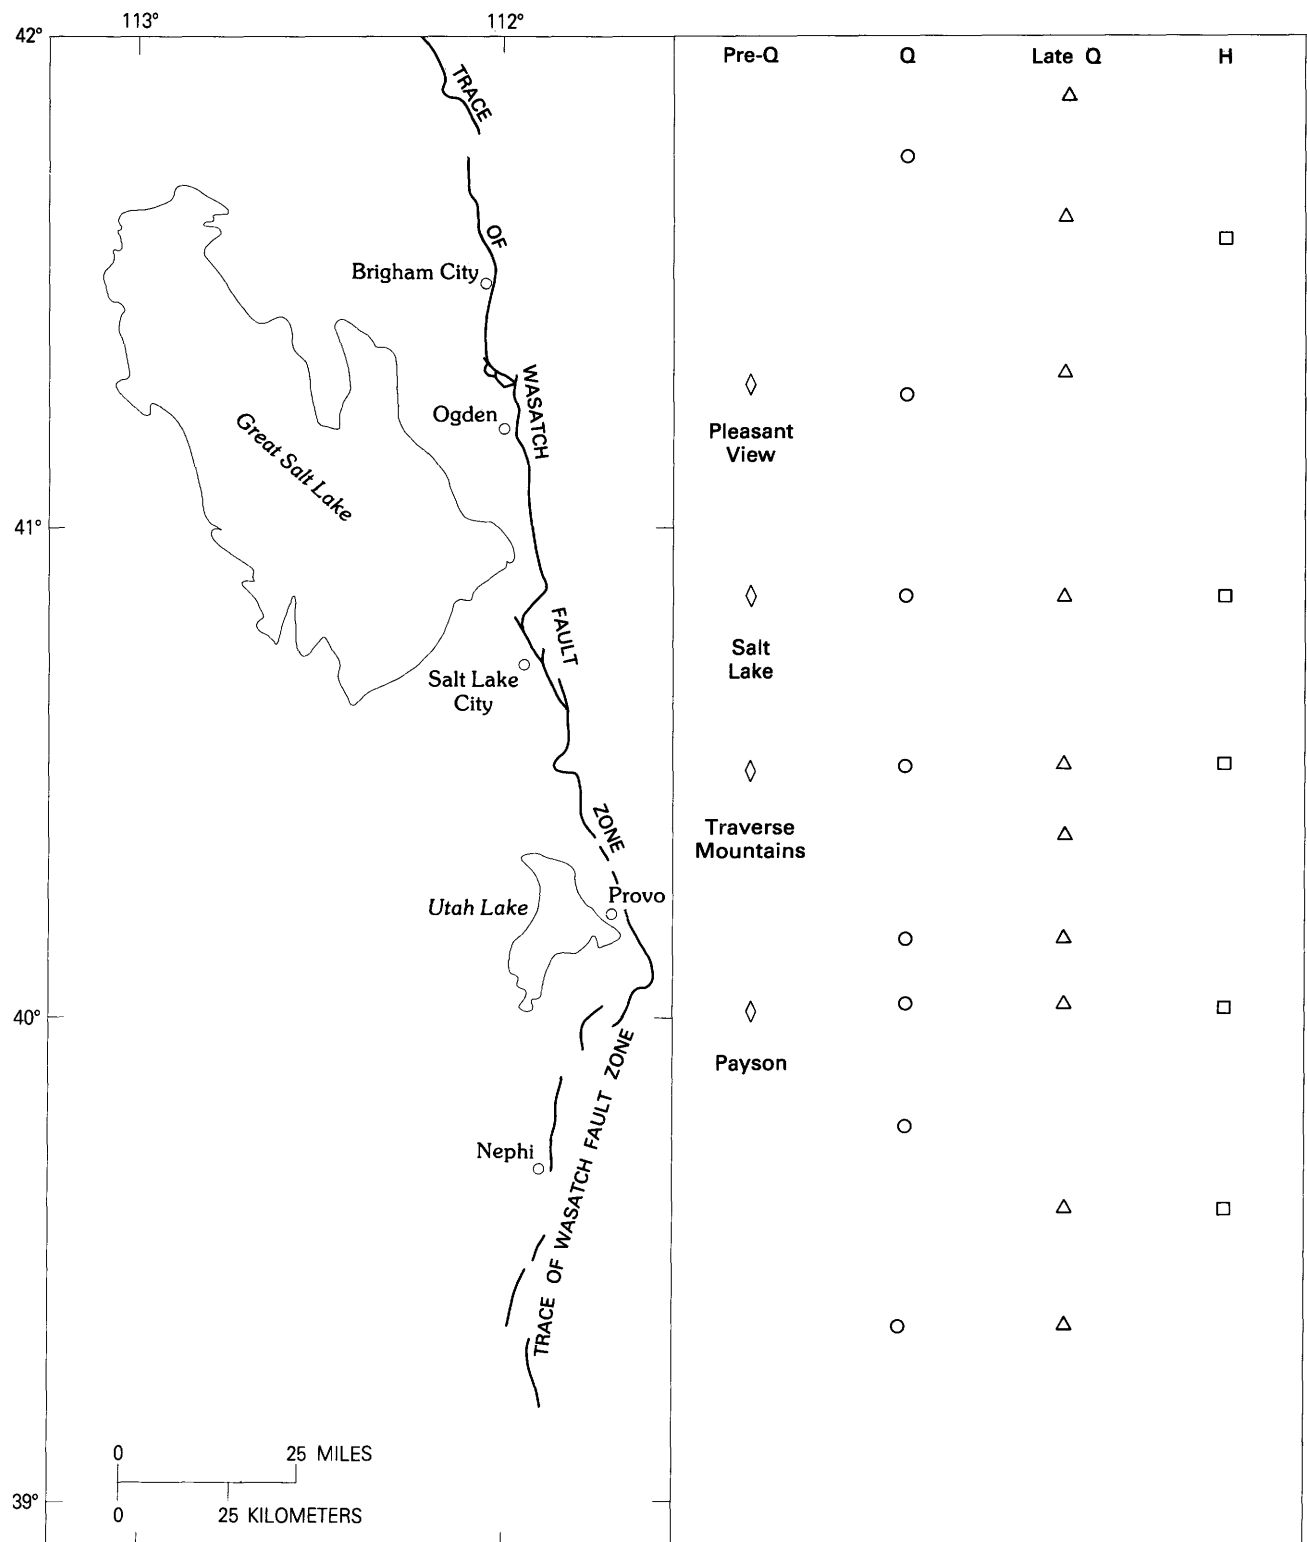 113° 112°
42°
Pre-Q Q Late Q H
TRACE
OF
Brigham City
WASATCH
Ogden
Pleasant
View
Great Salt Lake
41°
FAULT
Salt
Lake
Salt Lake
City
ZONE
Traverse
Mountains
Provo
Utah Lake
40°
Payson
TRACE OF WASATCH FAULT ZONE
Nephi
0 25 MILES
39°
0 25 KILOMETERS